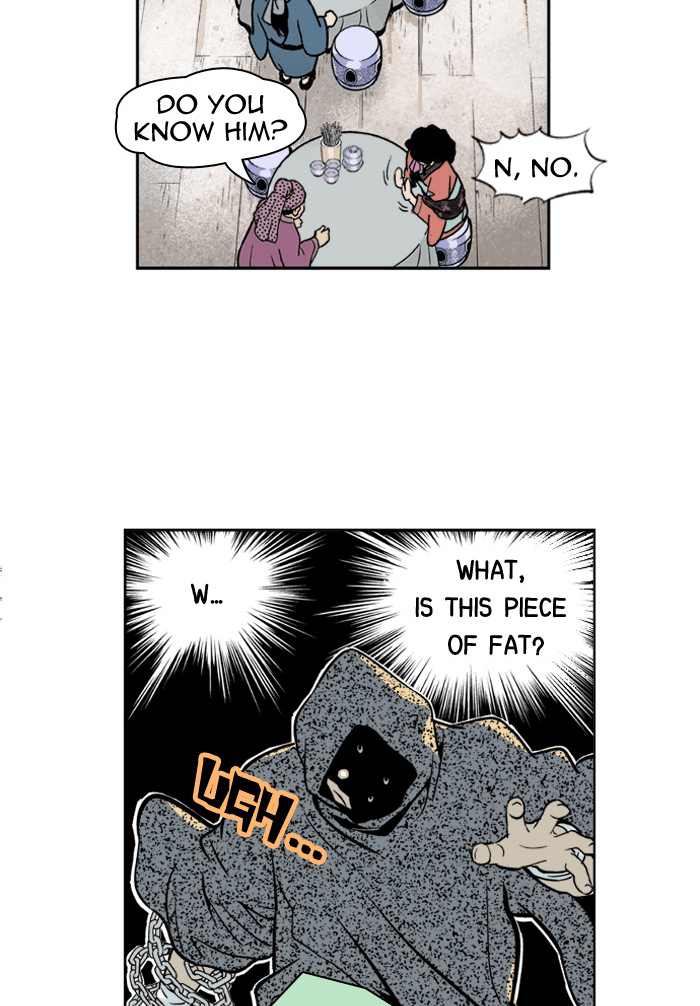 DO YOU
KNOW HIM?
N, NO.
W...
WHAT,
IS THIS PIECE
OF FAT?
UGH...